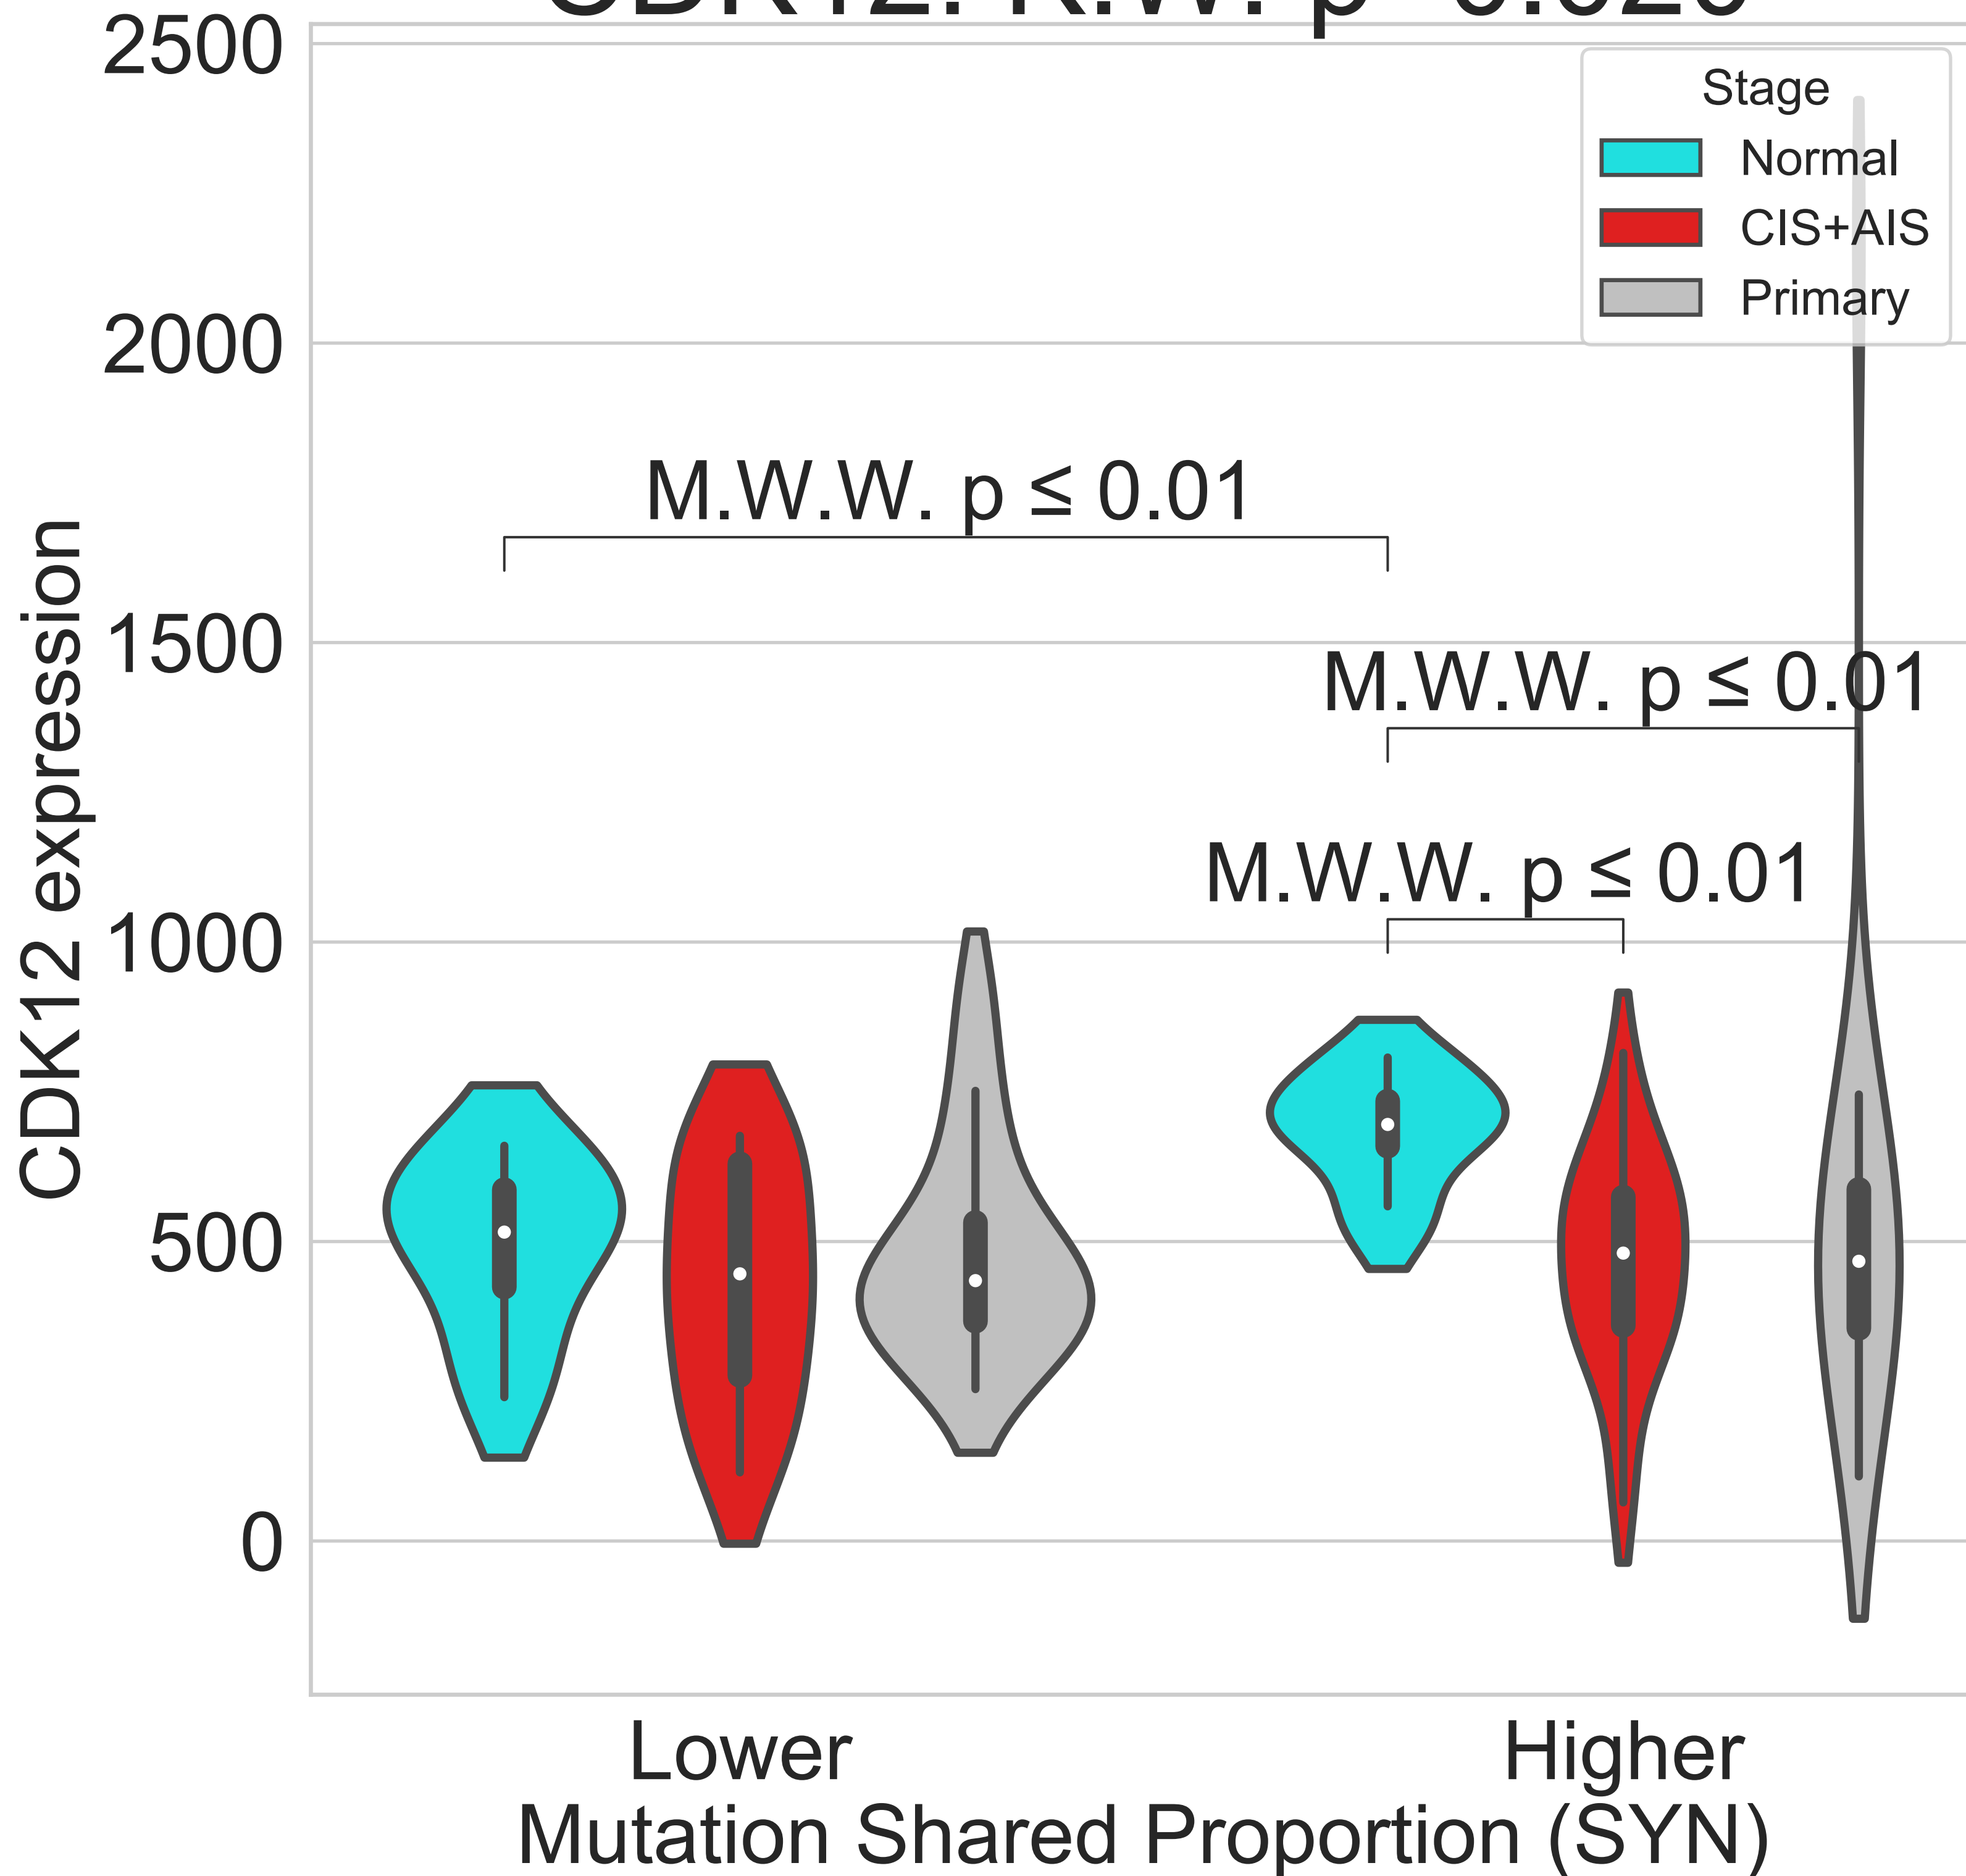 2500
2000
1500
1000
500
0
CDK12 expression
Stage
Normal
CIS+AIS
Primary
M.W.W. p ≤ 0.01
M.W.W. p ≤ 0.01
M.W.W. p ≤ 0.01
Lower
Higher
Mutation Shared Proportion (SYN)